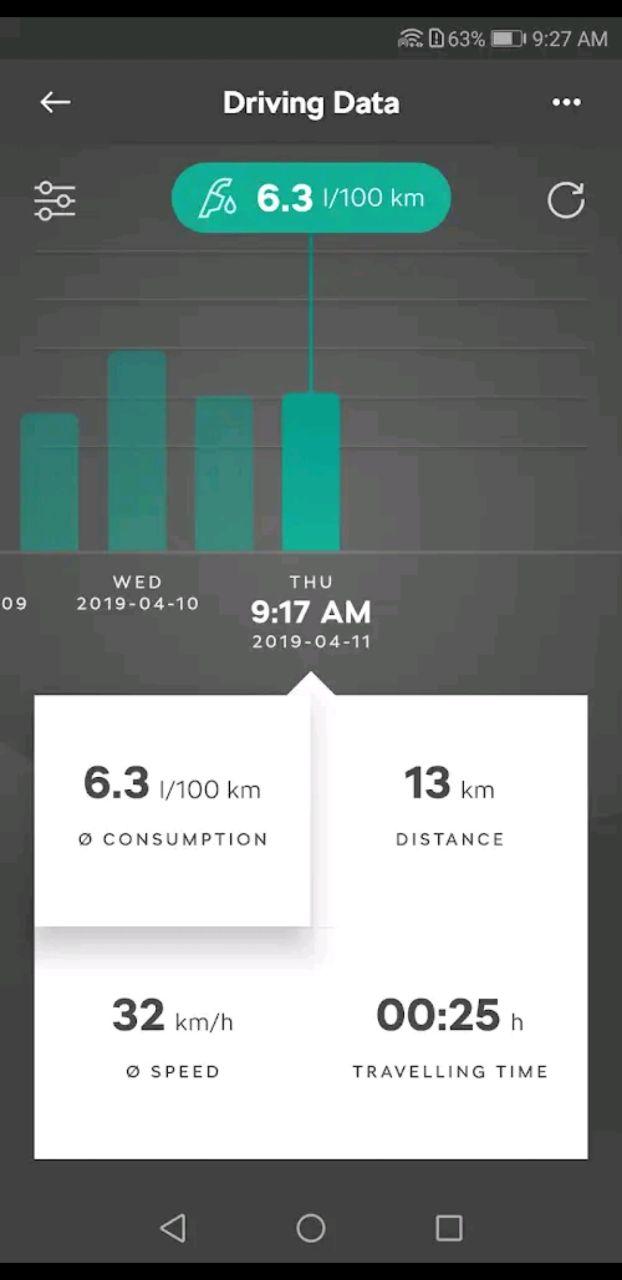 63% 9:27 AM
Driving Data
6.3 l/100 km
WED
THU
09
2019-04-10
9:17 AM
2019-04-11
6.3 l/100 km
Ø CONSUMPTION
13 km
DISTANCE
32 km/h
Ø SPEED
00:25 h
TRAVELLING TIME